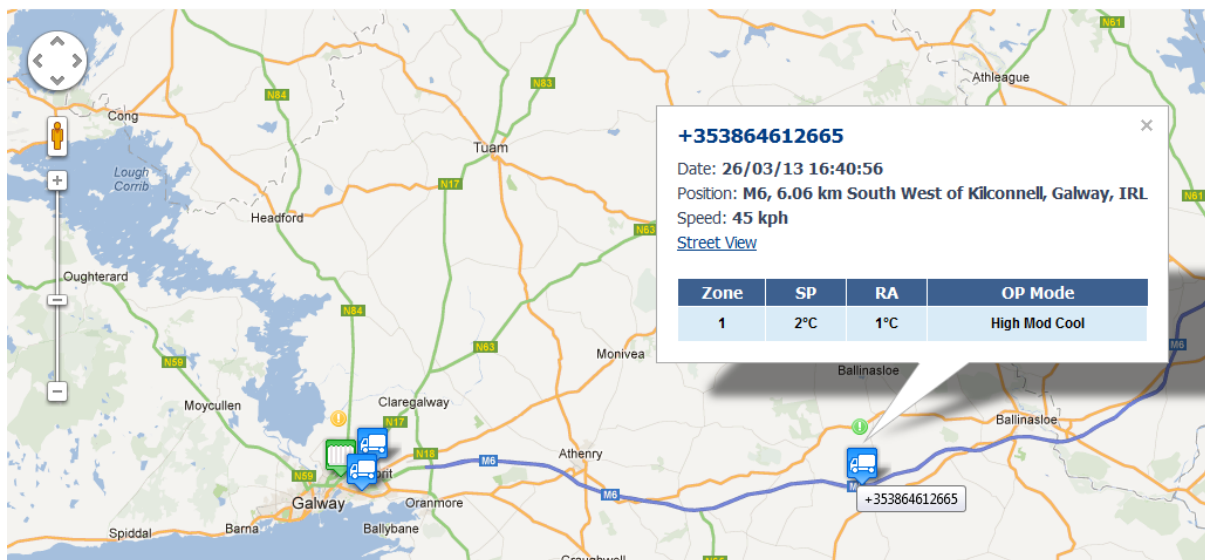 N61
N83
Athleague
N84
Cong
+353864612665
×
Date: 26/03/13 16:40:56
Tuam
Lough
Corrib
N17
Position: M6, 6.06 km South West of Kilconnell, Galway, IRL
N61
Headford
Speed: 45 kph
N63
Street View
Oughterard
Zone SP RA OP Mode
1 2°C 1°C High Mod Cool
N84
N63
M6
Monivea
N59
Ballinasloe
Moycullen
Claregalway
N17
Ballinasloe
N18
Athenry
M6
N59
M6
+353864612665
Galway
Oranmore
Spiddal
Barna
Ballybane
Craughwell